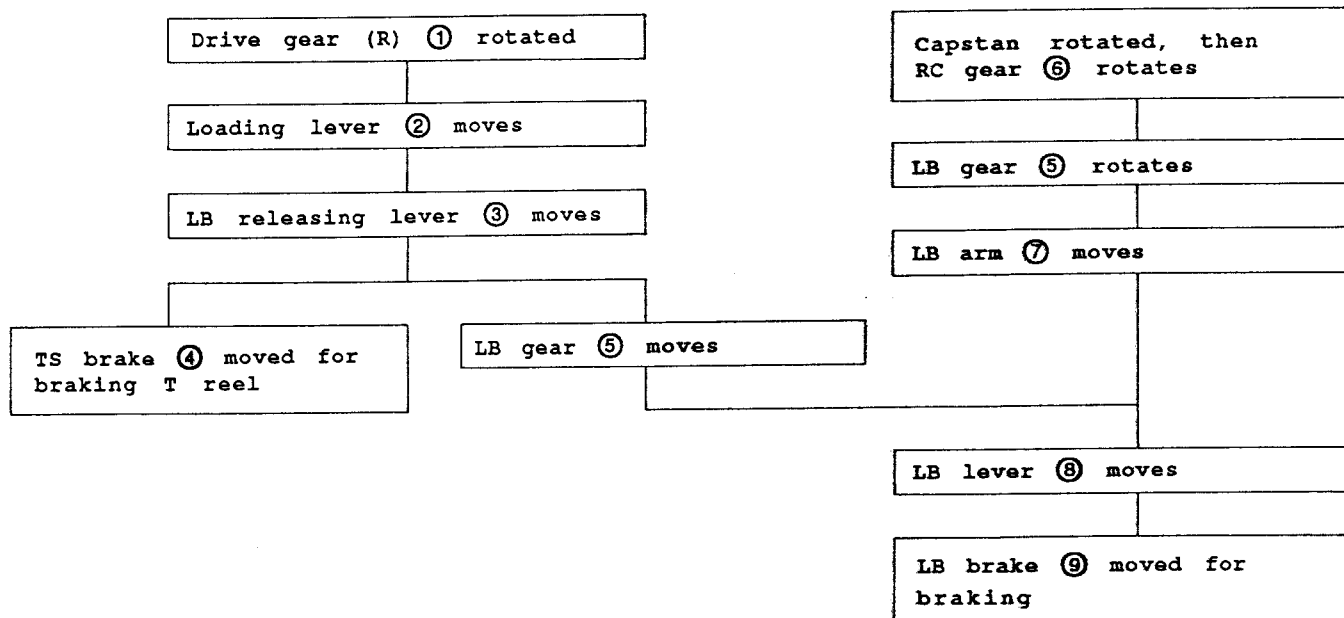 Drive gear (R) ① rotated
Loading lever ② moves
LB releasing lever ③ moves
TS brake ④ moved for
braking T reel
LB gear ⑤ moves
Capstan rotated, then
RC gear ⑥ rotates
LB gear ⑤ rotates
LB arm ⑦ moves
LB lever ⑧ moves
LB brake ⑨ moved for
braking